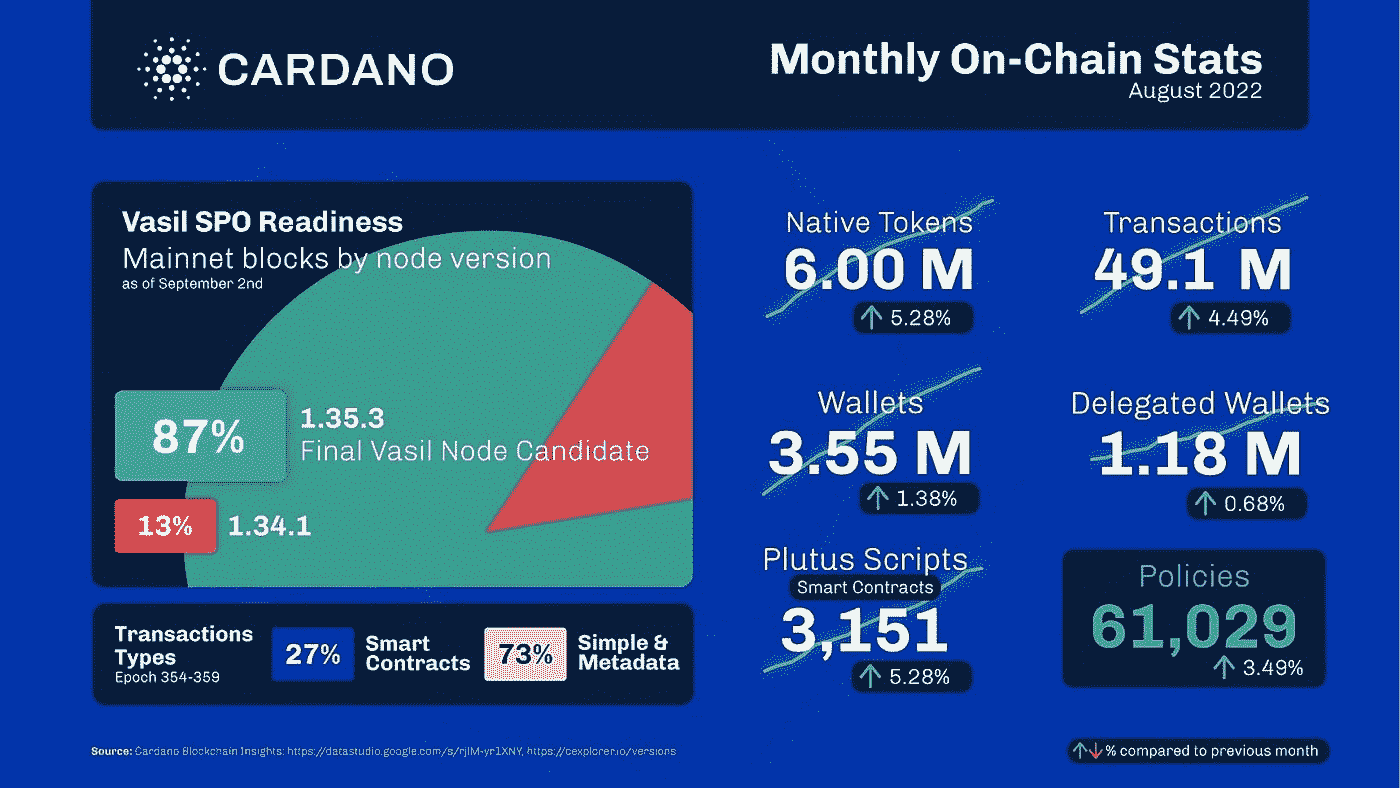 CARDANO
Monthly On-Chain Stats
August 2022
Vasil SPO Readiness
Mainnet blocks by node version
as of September 2nd
87%
1.35.3
Final Vasil Node Candidate
13%
1.34.1
Transactions
Types
Epoch 354-359
27%
Smart
Contracts
73%
Simple &
Metadata
Native Tokens
6.00 M
5.28%
Transactions
49.1 M
4.49%
Wallets
3.55 M
1.38%
Delegated Wallets
1.18 M
0.68%
Plutus Scripts
Smart Contracts
3,151
5.28%
Policies
61,029
3.49%
Source: Cardano Blockchain Insights: https://datastudio.google.com/s/ https://cexplorer.io/versions
% compared to previous month